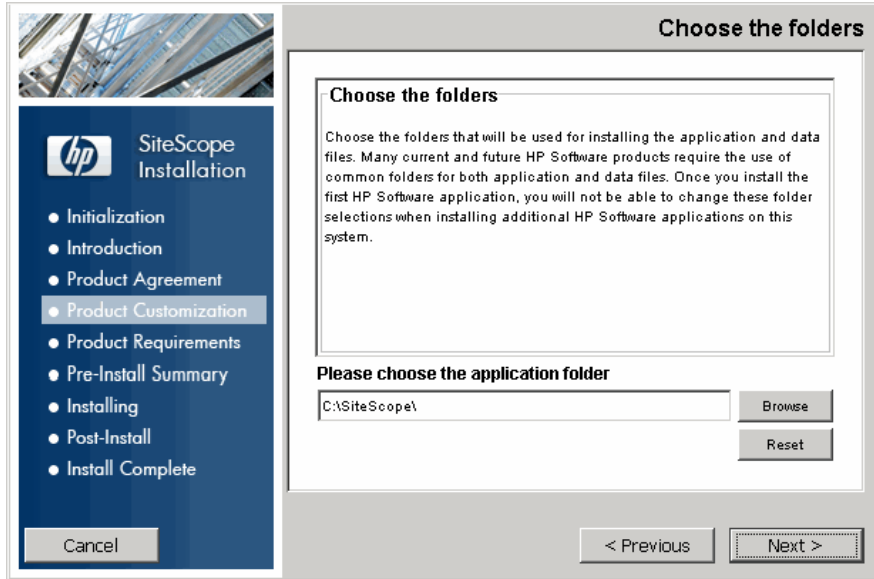 Choose the folders
hp
SiteScope
Installation
Initialization
Introduction
Product Agreement
Product Customization
Product Requirements
Pre-Install Summary
Installing
Post-Install
Install Complete
Cancel
Choose the folders
Choose the folders that will be used for installing the application and data
files. Many current and future HP Software products require the use of
common folders for both application and data files. Once you install the
first HP Software application, you will not be able to change these folder
selections when installing additional HP Software applications on this
system.
Please choose the application folder
C:\SiteScope\
Browse
Reset
< Previous
Next >